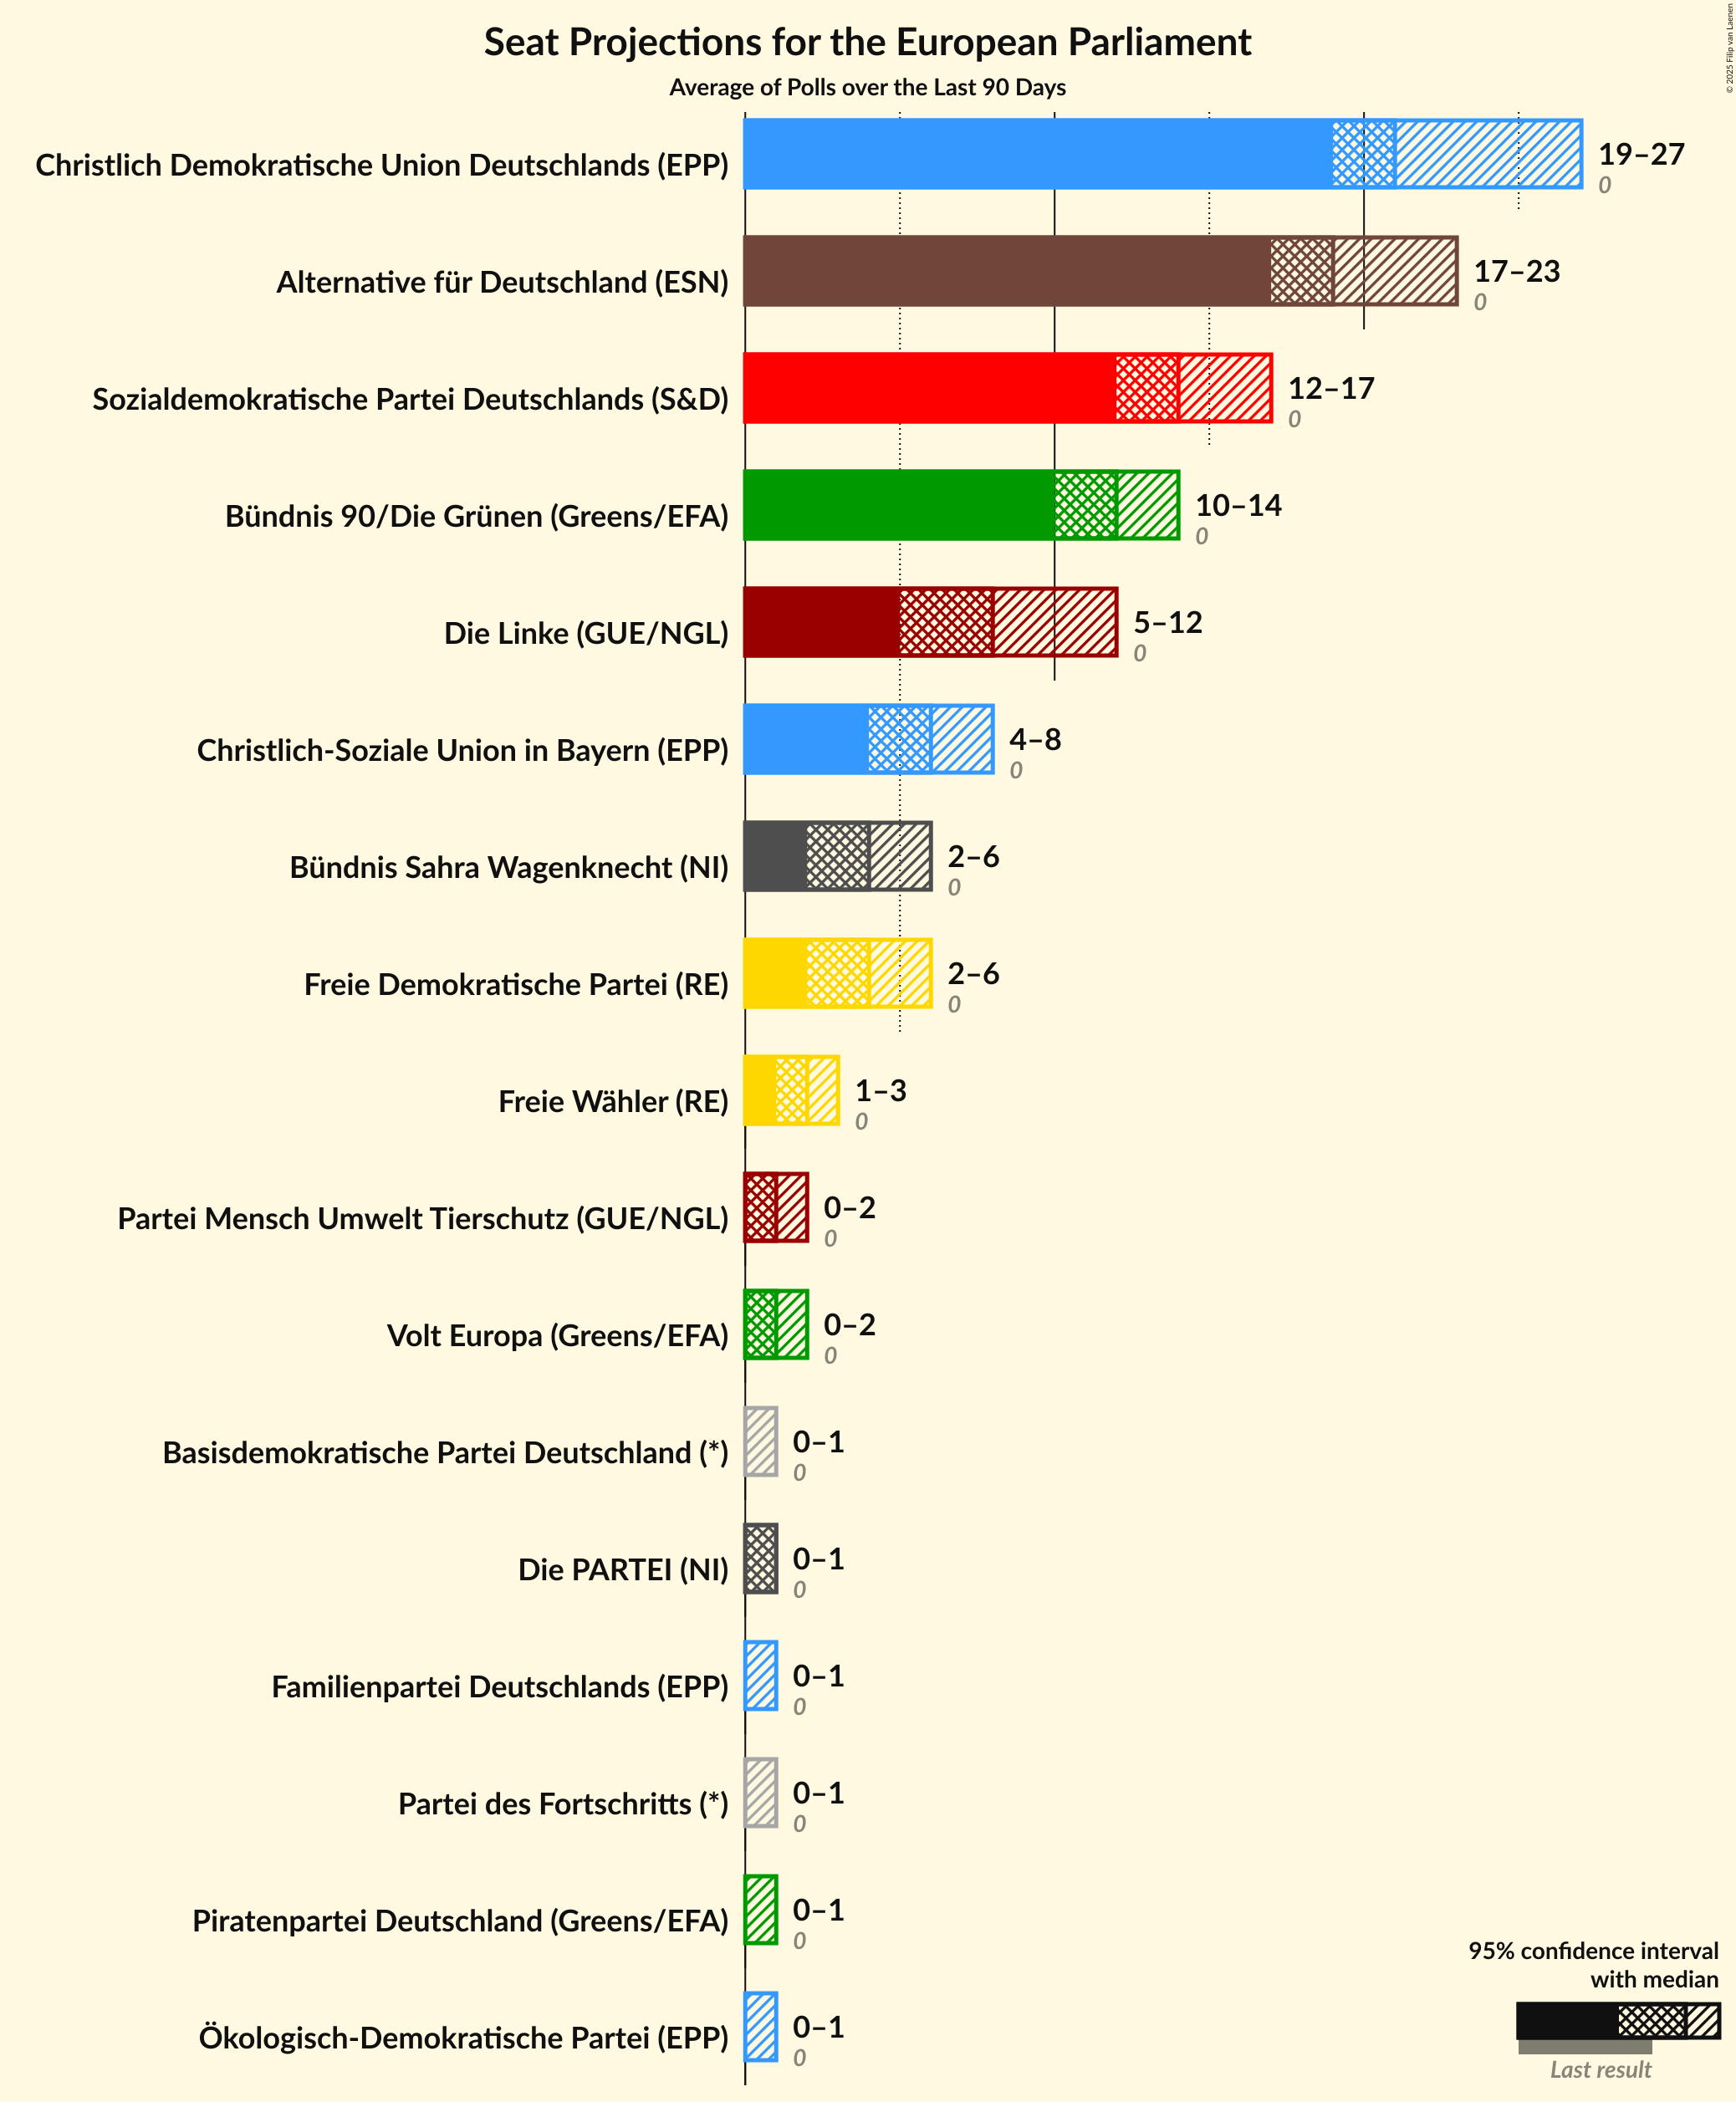 Seat Projections for the European Parliament
Average of Polls over the Last 90 Days
© 2025 Filip van Laenen
Christlich Demokratische Union Deutschlands (EPP)
19–27
0
Alternative für Deutschland (ESN)
17–23
0
Sozialdemokratische Partei Deutschlands (S&D)
12–17
0
Bündnis 90/Die Grünen (Greens/EFA)
10–14
0
Die Linke (GUE/NGL)
5–12
0
Christlich-Soziale Union in Bayern (EPP)
4–8
0
Bündnis Sahra Wagenknecht (NI)
2–6
0
Freie Demokratische Partei (RE)
2–6
0
Freie Wähler (RE)
1–3
0
Partei Mensch Umwelt Tierschutz (GUE/NGL)
0–2
0
Volt Europa (Greens/EFA)
0–2
0
Basisdemokratische Partei Deutschland (*)
0–1
0
Die PARTEI (NI)
0–1
0
Familienpartei Deutschlands (EPP)
0–1
0
Partei des Fortschritts (*)
0–1
0
Piratenpartei Deutschland (Greens/EFA)
0–1
0
Ökologisch-Demokratische Partei (EPP)
0–1
0
95% confidence interval
with median
Last result